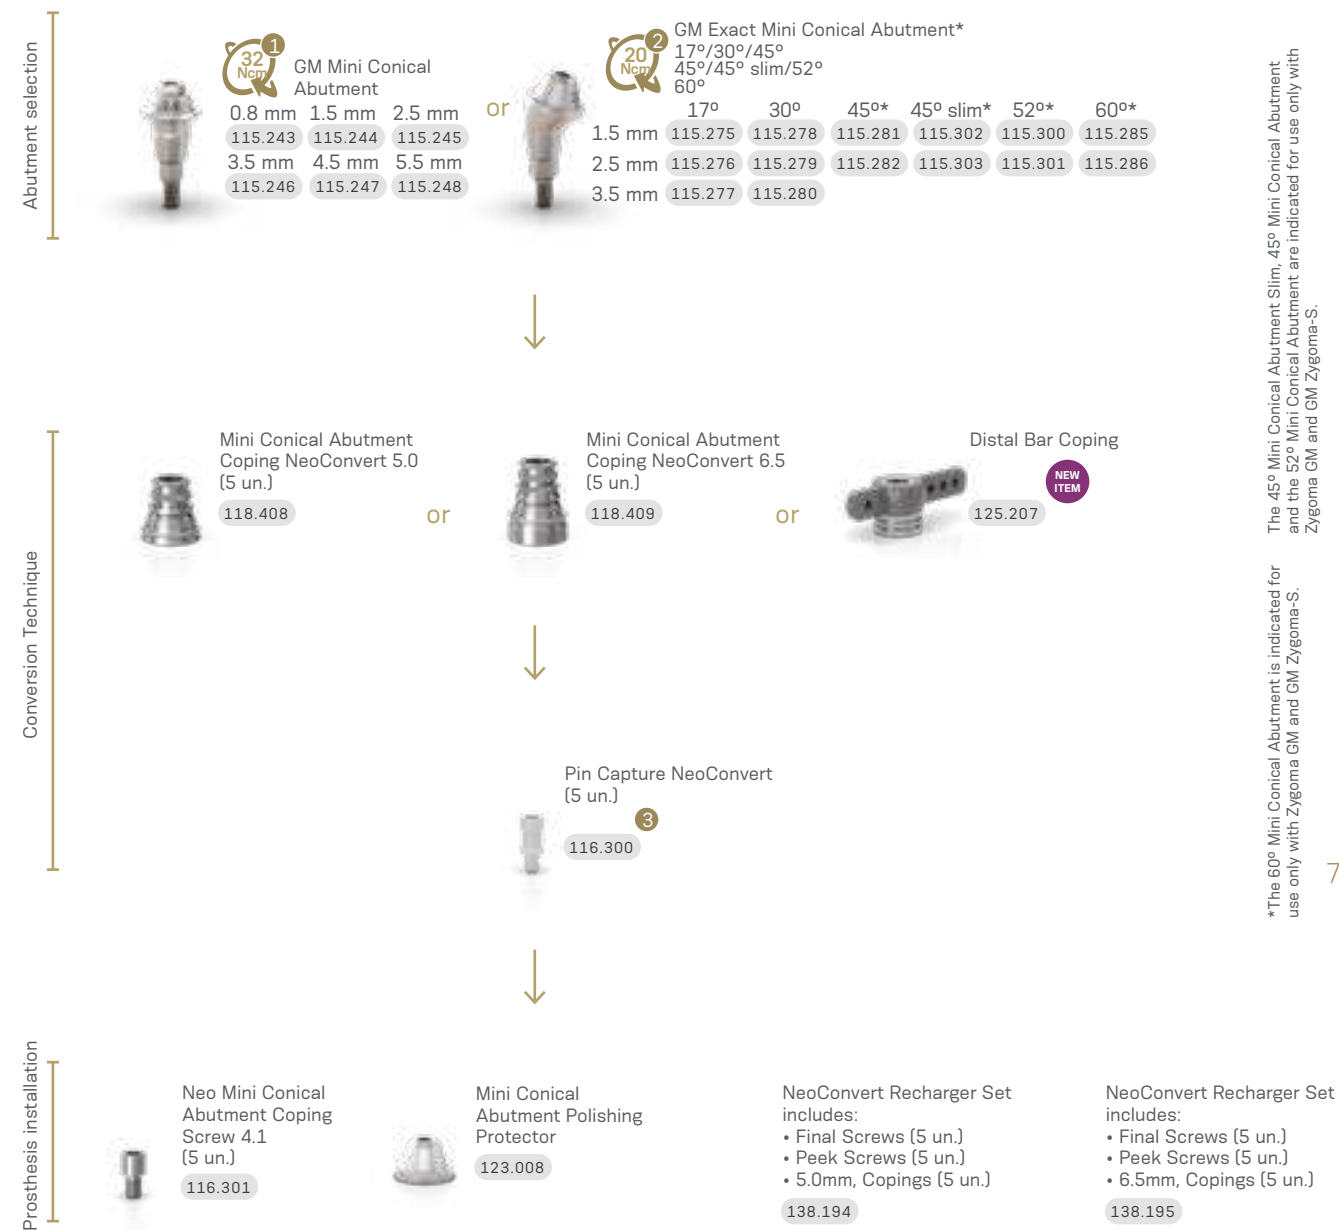 Abutment selection
1
32
Ncm
GM Mini Conical
Abutment
0.8 mm 1.5 mm 2.5 mm
115.243 115.244 115.245
3.5 mm 4.5 mm 5.5 mm
115.246 115.247 115.248
or
2
20
Ncm
GM Exact Mini Conical Abutment*
17º/30º/45º
45º/45º slim/52º
60º
17º 30º 45º* 45º slim* 52º* 60º*
1.5 mm 115.275 115.278 115.281 115.302 115.300 115.285
2.5 mm 115.276 115.279 115.282 115.303 115.301 115.286
3.5 mm 115.277 115.280
Conversion Technique
Mini Conical Abutment
Coping NeoConvert 5.0
(5 un.)
118.408
or
Mini Conical Abutment
Coping NeoConvert 6.5
(5 un.)
118.409
or
Distal Bar Coping
NEW
ITEM
125.207
Pin Capture NeoConvert
(5 un.)
3
116.300
Prosthesis installation
Neo Mini Conical
Abutment Coping
Screw 4.1
(5 un.)
116.301
Mini Conical
Abutment Polishing
Protector
123.008
NeoConvert Recharger Set
includes:
• Final Screws (5 un.)
• Peek Screws (5 un.)
• 5.0mm, Copings (5 un.)
138.194
NeoConvert Recharger Set
includes:
• Final Screws (5 un.)
• Peek Screws (5 un.)
• 6.5mm, Copings (5 un.)
138.195
*The 60º Mini Conical Abutment is indicated for
use only with Zygoma GM and GM Zygoma-S.
The 45º Mini Conical Abutment Slim, 45º Mini Conical Abutment
and the 52º Mini Conical Abutment are indicated for use only with
Zygoma GM and GM Zygoma-S.
7